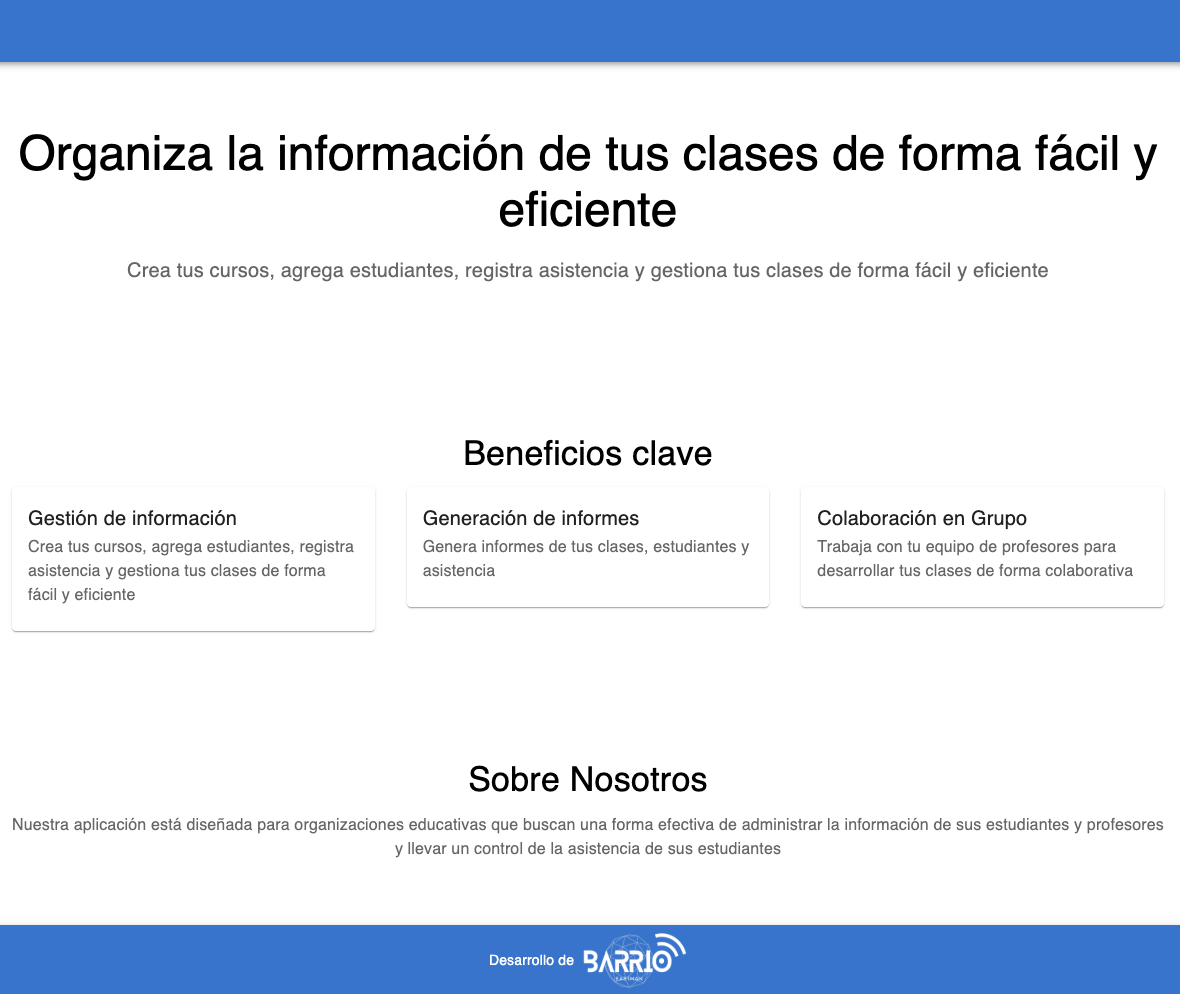 Organiza la información de tus clases de forma fácil y
eficiente
Crea tus cursos, agrega estudiantes, registra asistencia y gestiona tus clases de forma fácil y eficiente
Beneficios clave
Gestión de información
Crea tus cursos, agrega estudiantes, registra
asistencia y gestiona tus clases de forma
fácil y eficiente
Generación de informes
Genera informes de tus clases, estudiantes y
asistencia
Colaboración en Grupo
Trabaja con tu equipo de profesores para
desarrollar tus clases de forma colaborativa
Sobre Nosotros
Nuestra aplicación está diseñada para organizaciones educativas que buscan una forma efectiva de administrar la información de sus estudiantes y profesores
y llevar un control de la asistencia de sus estudiantes
Desarrollo de BARRIO